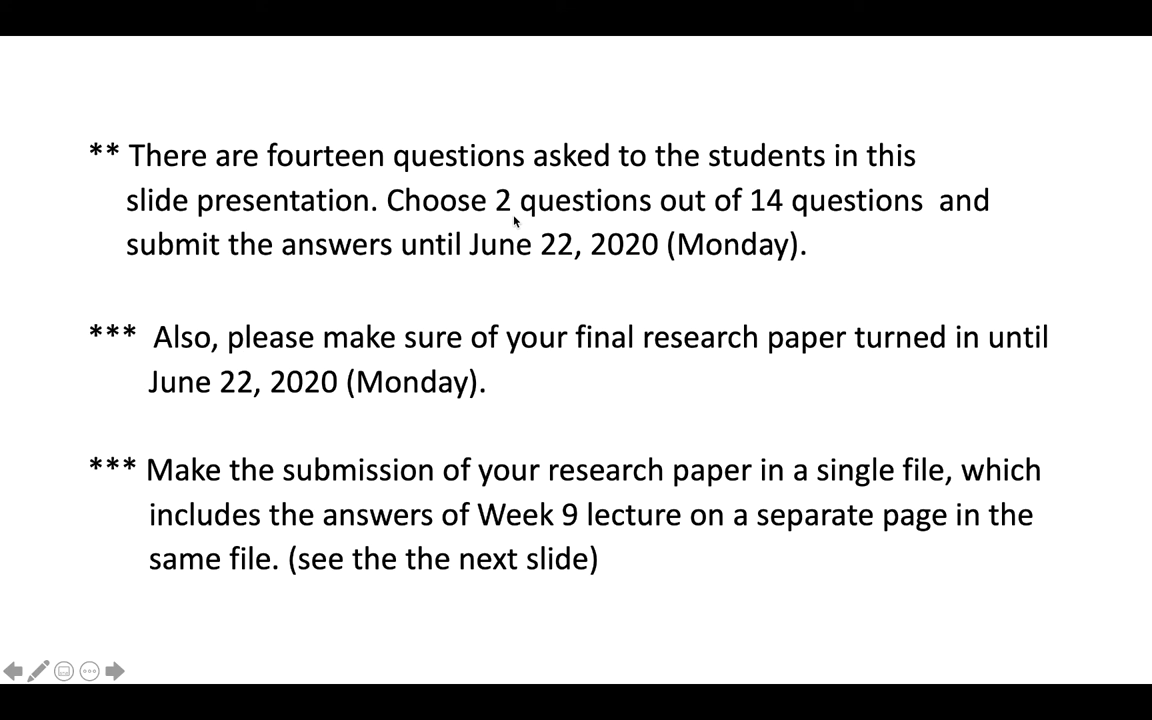 ** There are fourteen questions asked to the students in this
slide presentation. Choose 2 questions out of 14 questions  and
submit the answers until June 22, 2020 (Monday).
***  Also, please make sure of your final research paper turned in until
June 22, 2020 (Monday).
*** Make the submission of your research paper in a single file, which
includes the answers of Week 9 lecture on a separate page in the
same file. (see the the next slide)